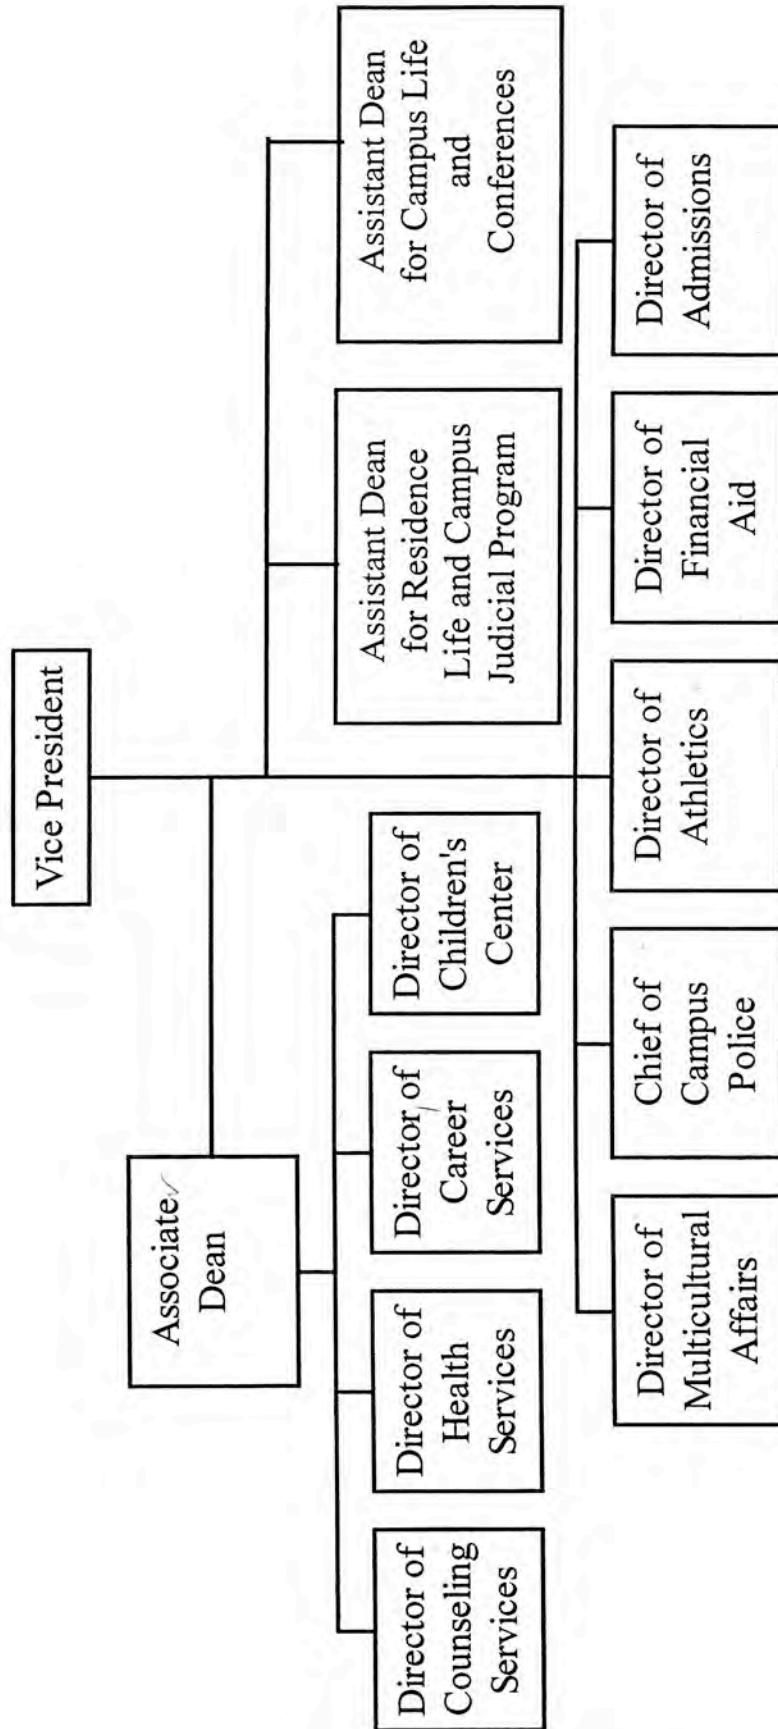 Vice President
Associate
Dean
Assistant Dean
for Residence
Life and Campus
Judicial Program
Assistant Dean
for Campus Life
and
Conferences
Director of
Counseling
Services
Director of
Health
Services
Director of
Career
Services
Director of
Children's
Center
Director of
Multicultural
Affairs
Chief of
Campus
Police
Director of
Athletics
Director of
Financial
Aid
Director of
Admissions